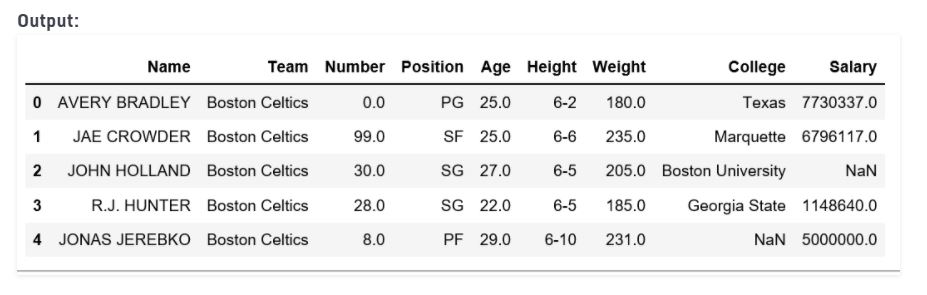 Output:
Name Team Number Position Age Height Weight College Salary
0 AVERY BRADLEY Boston Celtics 0.0 PG 25.0 6-2 180.0 Texas 7730337.0
1 JAE CROWDER Boston Celtics 99.0 SF 25.0 6-6 235.0 Marquette 6796117.0
2 JOHN HOLLAND Boston Celtics 30.0 SG 27.0 6-5 205.0 Boston University NaN
3 R.J. HUNTER Boston Celtics 28.0 SG 22.0 6-5 185.0 Georgia State 1148640.0
4 JONAS JEREBKO Boston Celtics 8.0 PF 29.0 6-10 231.0 NaN 5000000.0